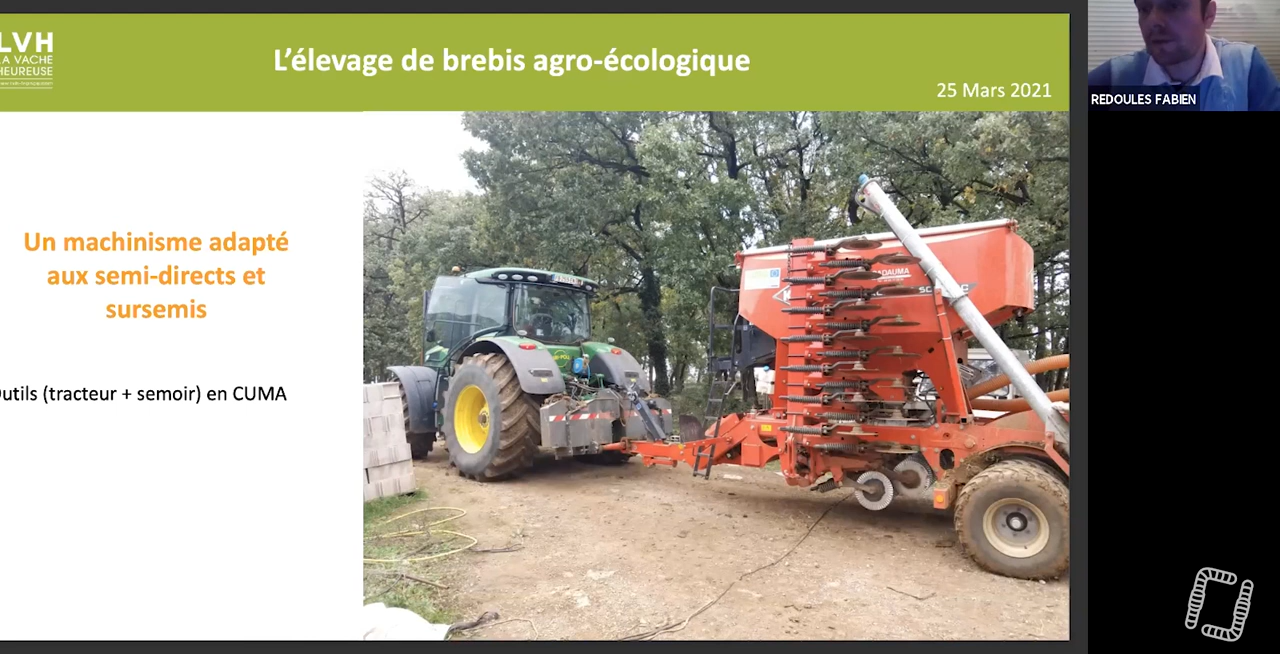 LVH
LA VACHE
HEUREUSE
L'élevage de brebis agro-écologique
25 Mars 2021
REDOULES FABIEN
Un machinisme adapté
aux semi-directs et
sursemis
Outils (tracteur + semoir) en CUMA